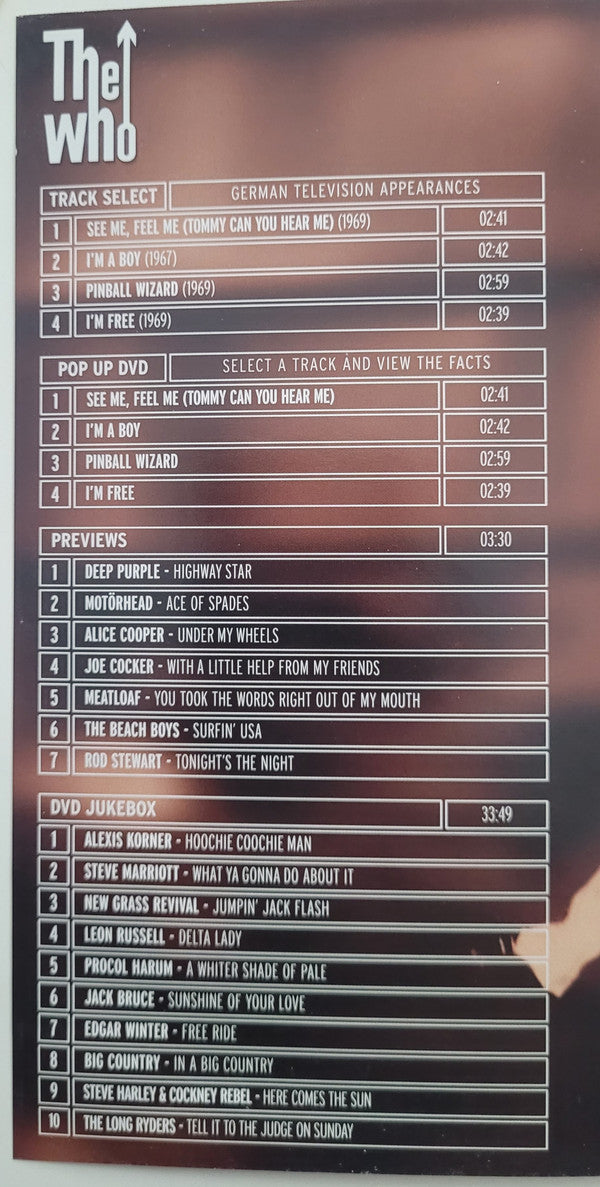 The
who
TRACK SELECT GERMAN TELEVISION APPEARANCES
1 SEE ME, FEEL ME (TOMMY CAN YOU HEAR ME) (1969) 02:41
2 I'M A BOY (1967) 02:42
3 PINBALL WIZARD (1969) 02:59
4 I'M FREE (1969) 02:39
POP UP DVD SELECT A TRACK AND VIEW THE FACTS
1 SEE ME, FEEL ME (TOMMY CAN YOU HEAR ME) 02:41
2 I'M A BOY 02:42
3 PINBALL WIZARD 02:59
4 I'M FREE 02:39
PREVIEWS 03:30
1 DEEP PURPLE - HIGHWAY STAR
2 MOTÖRHEAD - ACE OF SPADES
3 ALICE COOPER - UNDER MY WHEELS
4 JOE COCKER - WITH A LITTLE HELP FROM MY FRIENDS
5 MEATLOAF - YOU TOOK THE WORDS RIGHT OUT OF MY MOUTH
6 THE BEACH BOYS - SURFIN' USA
7 ROD STEWART - TONIGHT'S THE NIGHT
DVD JUKEBOX 33:49
1 ALEXIS KORNER - HOOCHIE COOCHIE MAN
2 STEVE MARRIOTT - WHAT YA GONNA DO ABOUT IT
3 NEW GRASS REVIVAL - JUMPIN' JACK FLASH
4 LEON RUSSELL - DELTA LADY
5 PROCOL HARUM - A WHITER SHADE OF PALE
6 JACK BRUCE - SUNSHINE OF YOUR LOVE
7 EDGAR WINTER - FREE RIDE
8 BIG COUNTRY - IN A BIG COUNTRY
9 STEVE HARLEY & COCKNEY REBEL - HERE COMES THE SUN
10 THE LONG RYDERS - TELL IT TO THE JUDGE ON SUNDAY